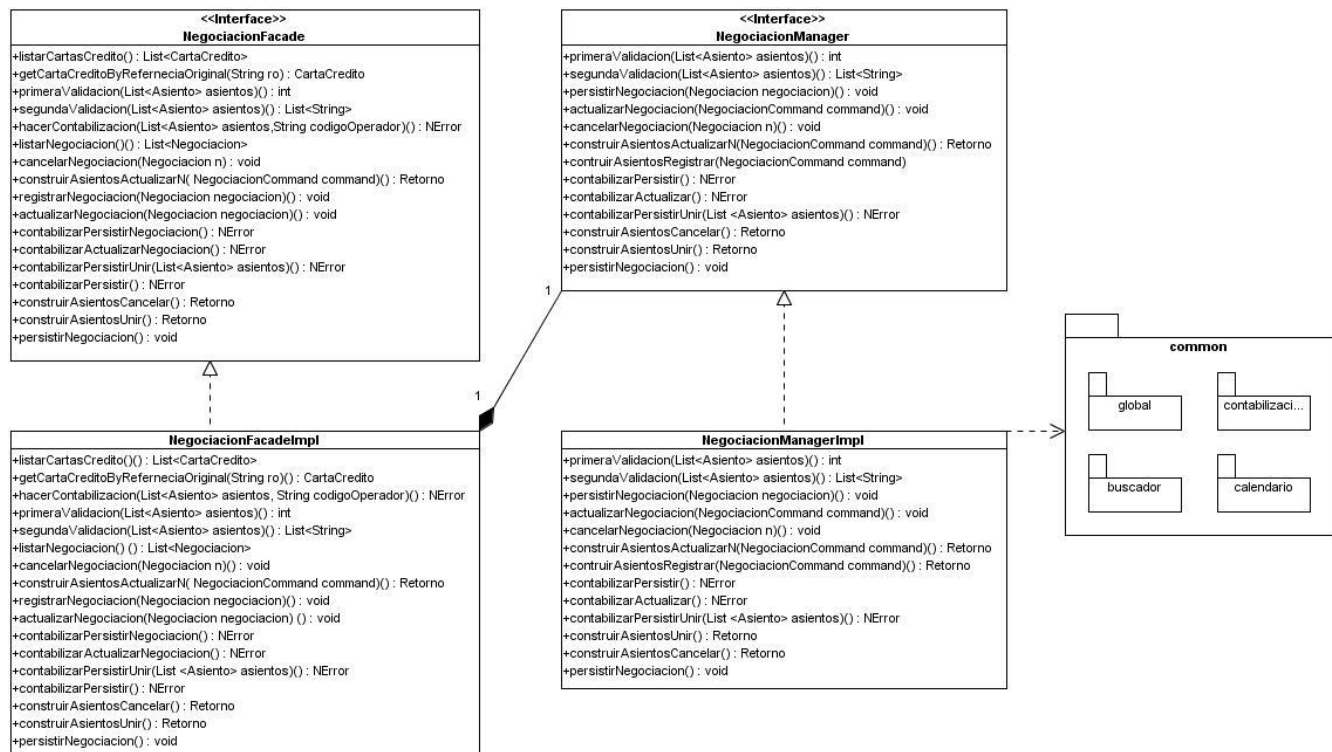 <<Interface>>
NegociacionFacade
+listarCartasCredito() : List<CartaCredito>
+getCartaCreditoByReferneciaOriginal(String ro) : CartaCredito
+primeraValidacion(List<Asiento> asientos)() : int
+segundaValidacion(List<Asiento> asientos)() : List<String>
+hacerContabilizacion(List<Asiento> asientos,String codigoOperador)() : NError
+listarNegociacion()() : List<Negociacion>
+cancelarNegociacion(Negociacion n) : void
+construirAsientosActualizarN( NegociacionCommand command)() : Retorno
+registrarNegociacion(Negociacion negociacion)() : void
+actualizarNegociacion(Negociacion negociacion)() : void
+contabilizarPersistirNegociacion() : NError
+contabilizarActualizarNegociacion() : NError
+contabilizarPersistirUnir(List<Asiento> asientos)() : NError
+contabilizarPersistir() : NError
+construirAsientosCancelar() : Retorno
+construirAsientosUnir() : Retorno
+persistirNegociacion() : void
<<Interface>>
NegociacionManager
+primeraValidacion(List<Asiento> asientos)() : int
+segundaValidacion(List<Asiento> asientos)() : List<String>
+persistirNegociacion(Negociacion negociacion)() : void
+actualizarNegociacion(NegociacionCommand command)() : void
+cancelarNegociacion(Negociacion n)() : void
+construirAsientosActualizarN(NegociacionCommand command)() : Retorno
+contruirAsientosRegistrar(NegociacionCommand command)
+contabilizarPersistir() : NError
+contabilizarActualizar() : NError
+contabilizarPersistirUnir(List <Asiento> asientos)() : NError
+construirAsientosCancelar() : Retorno
+construirAsientosUnir() : Retorno
+persistirNegociacion() : void
1
1
NegociacionFacadeImpl
+listarCartasCredito()() : List<CartaCredito>
+getCartaCreditoByReferneciaOriginal(String ro)() : CartaCredito
+hacerContabilizacion(List<Asiento> asientos, String codigoOperador)() : NError
+primeraValidacion(List<Asiento> asientos)() : int
+segundaValidacion(List<Asiento> asientos)() : List<String>
+listarNegociacion() () : List<Negociacion>
+cancelarNegociacion(Negociacion n)() : void
+construirAsientosActualizarN( NegociacionCommand command)() : Retorno
+registrarNegociacion(Negociacion negociacion)() : void
+actualizarNegociacion(Negociacion negociacion) () : void
+contabilizarPersistirNegociacion() : NError
+contabilizarActualizarNegociacion() : NError
+contabilizarPersistirUnir(List <Asiento> asientos)() : NError
+contabilizarPersistir() : NError
+construirAsientosCancelar() : Retorno
+construirAsientosUnir() : Retorno
+persistirNegociacion() : void
NegociacionManagerImpl
+primeraValidacion(List<Asiento> asientos)() : int
+segundaValidacion(List<Asiento> asientos)() : List<String>
+persistirNegociacion(Negociacion negociacion)() : void
+actualizarNegociacion(NegociacionCommand command)() : void
+cancelarNegociacion(Negociacion n)() : void
+construirAsientosActualizarN(NegociacionCommand command)() : Retorno
+contruirAsientosRegistrar(NegociacionCommand command)() : Retorno
+contabilizarPersistir() : NError
+contabilizarActualizar() : NError
+contabilizarPersistirUnir(List <Asiento> asientos)() : NError
+construirAsientosUnir() : Retorno
+construirAsientosCancelar() : Retorno
+persistirNegociacion() : void
common
global
contabilizaci...
buscador
calendario